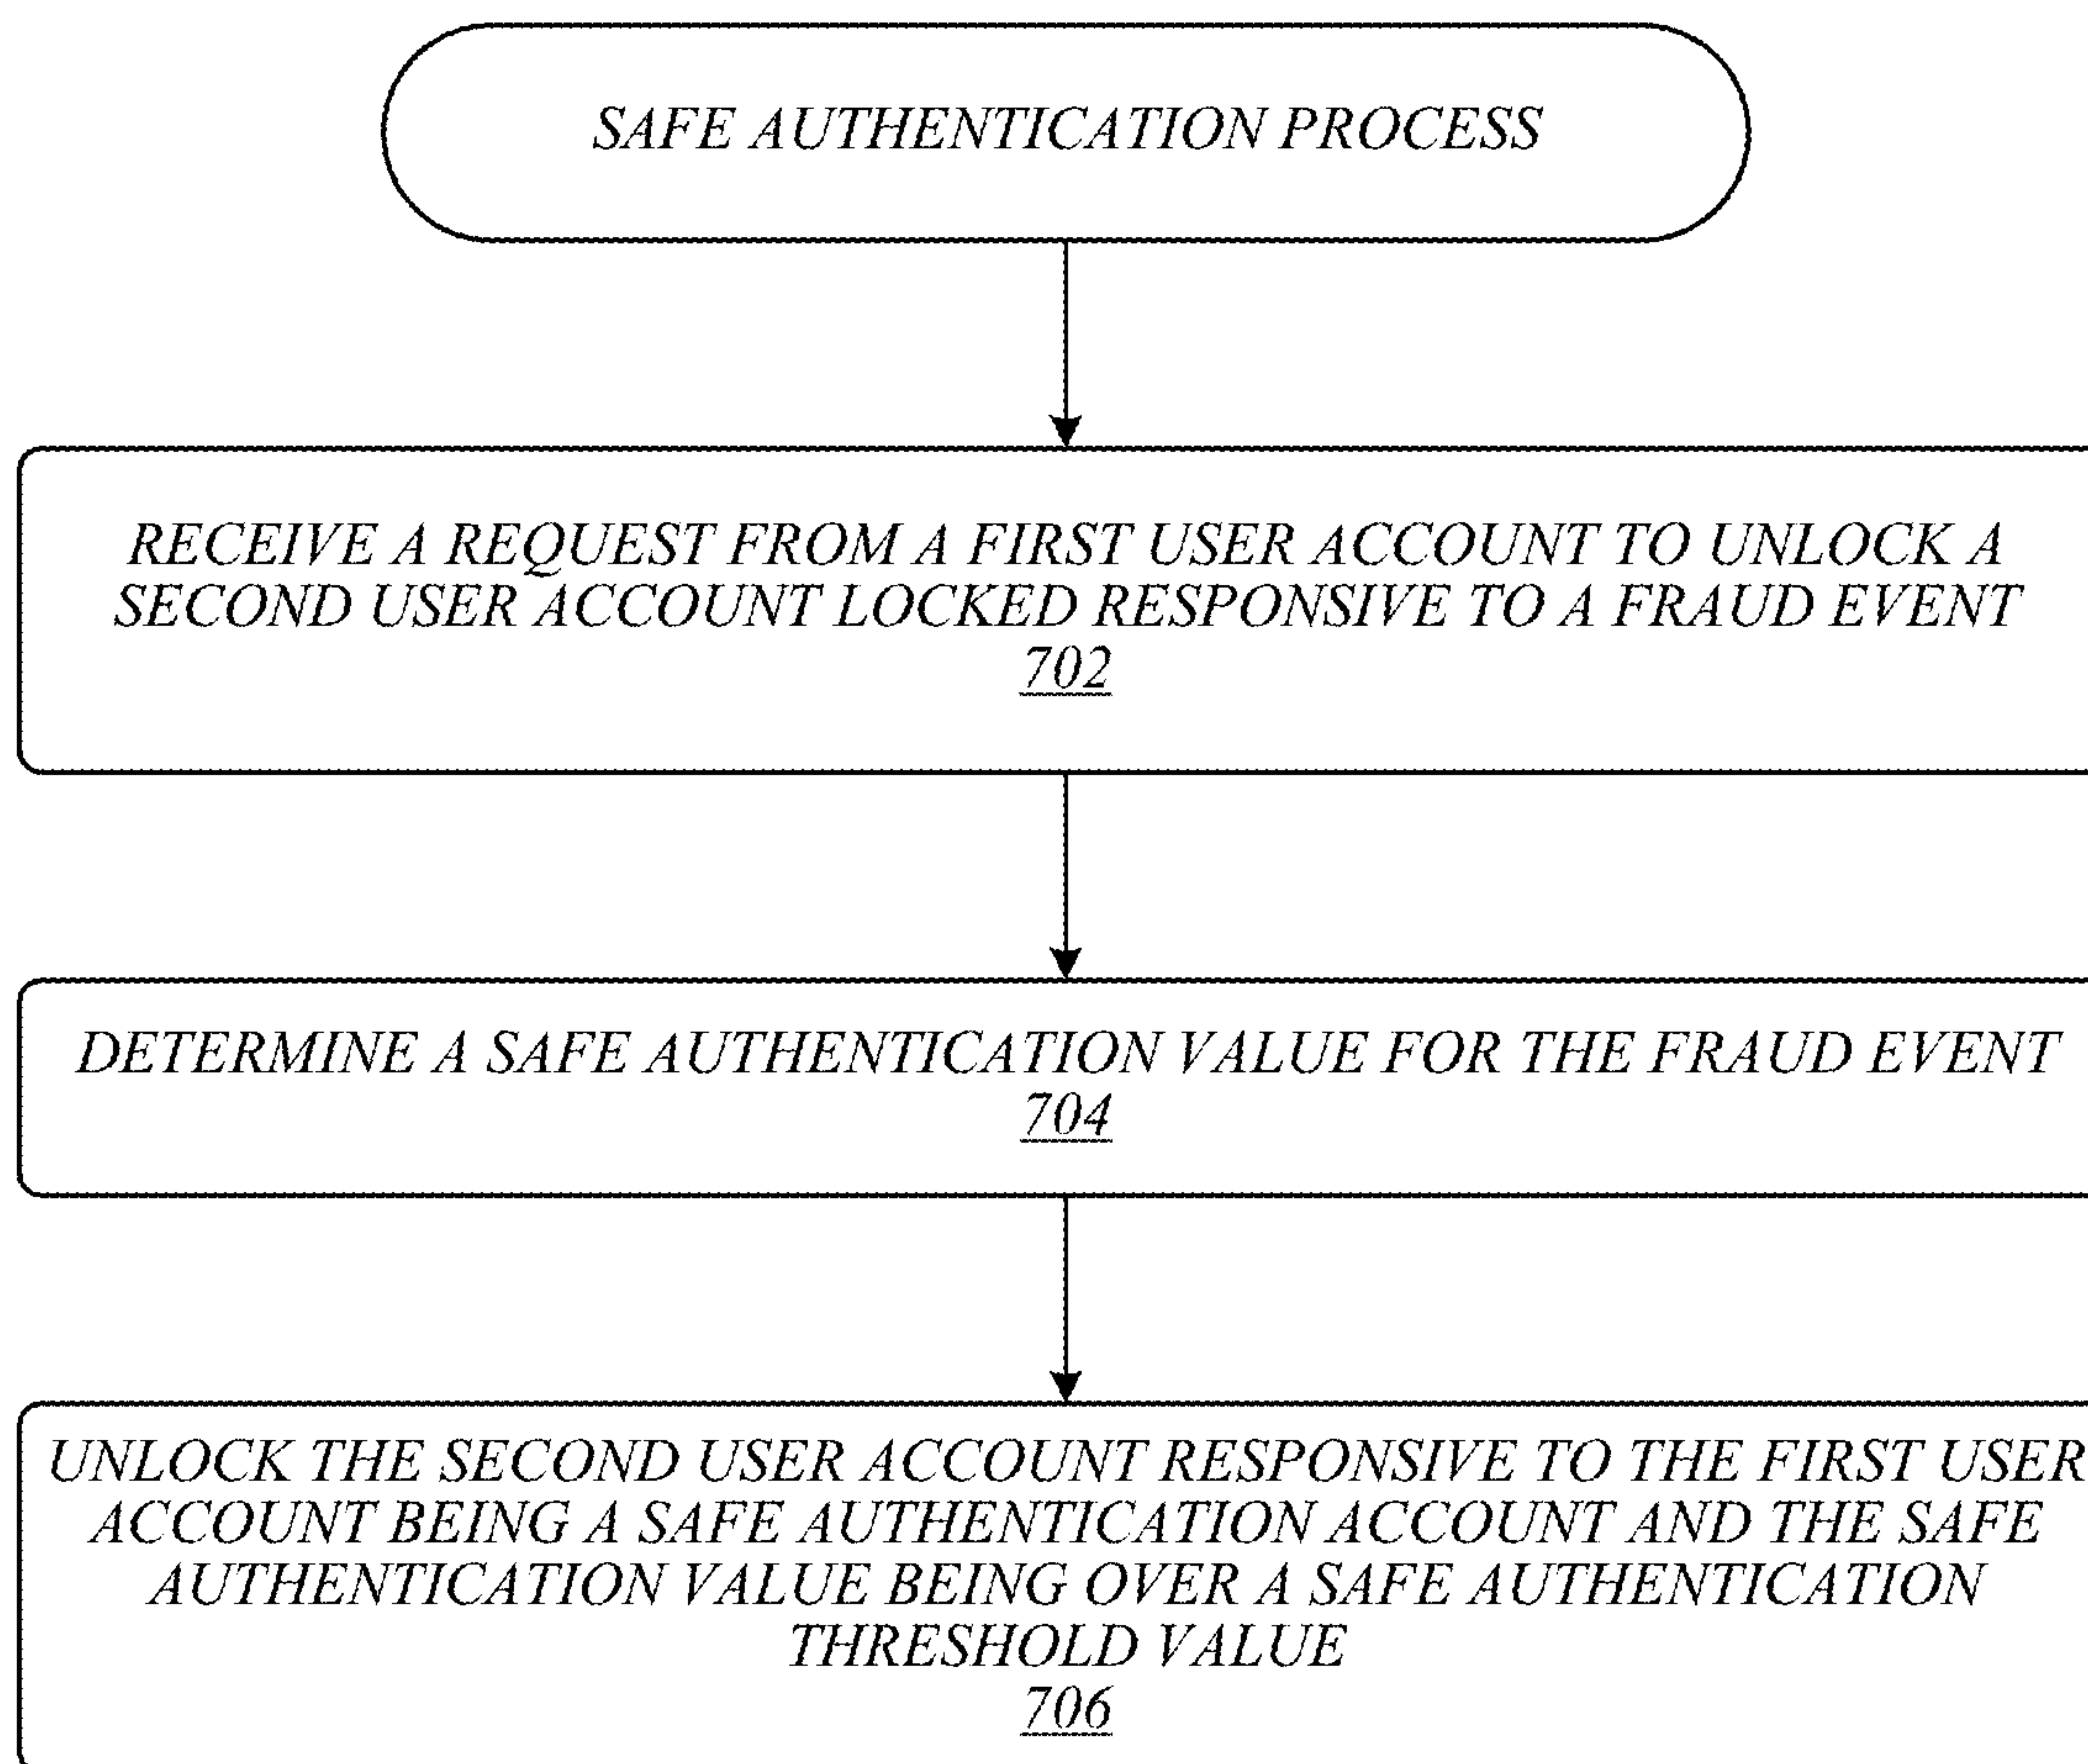 SAFE AUTHENTICATION PROCESS
RECEIVE A REQUEST FROM A FIRST USER ACCOUNT TO UNLOCK A
SECOND USER ACCOUNT LOCKED RESPONSIVE TO A FRAUD EVENT
702
DETERMINE A SAFE AUTHENTICATION VALUE FOR THE FRAUD EVENT
704
UNLOCK THE SECOND USER ACCOUNT RESPONSIVE TO THE FIRST USER
ACCOUNT BEING A SAFE AUTHENTICATION ACCOUNT AND THE SAFE
AUTHENTICATION VALUE BEING OVER A SAFE AUTHENTICATION
THRESHOLD VALUE
706